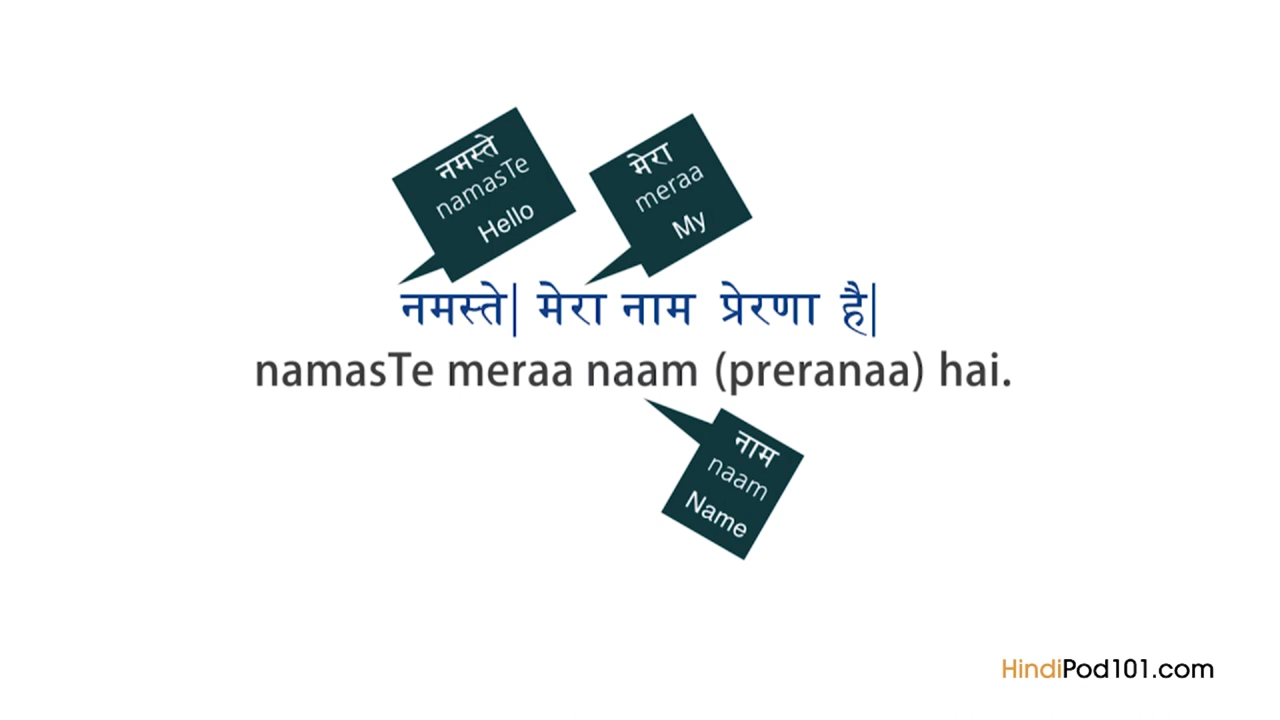 नमस्ते
namasTe
Hello
मेरा
meraa
My
नमस्ते| मेरा नाम प्रेरणा है|
namasTe meraa naam (preranaa) hai.
नाम
naam
Name
HindiPod101.com